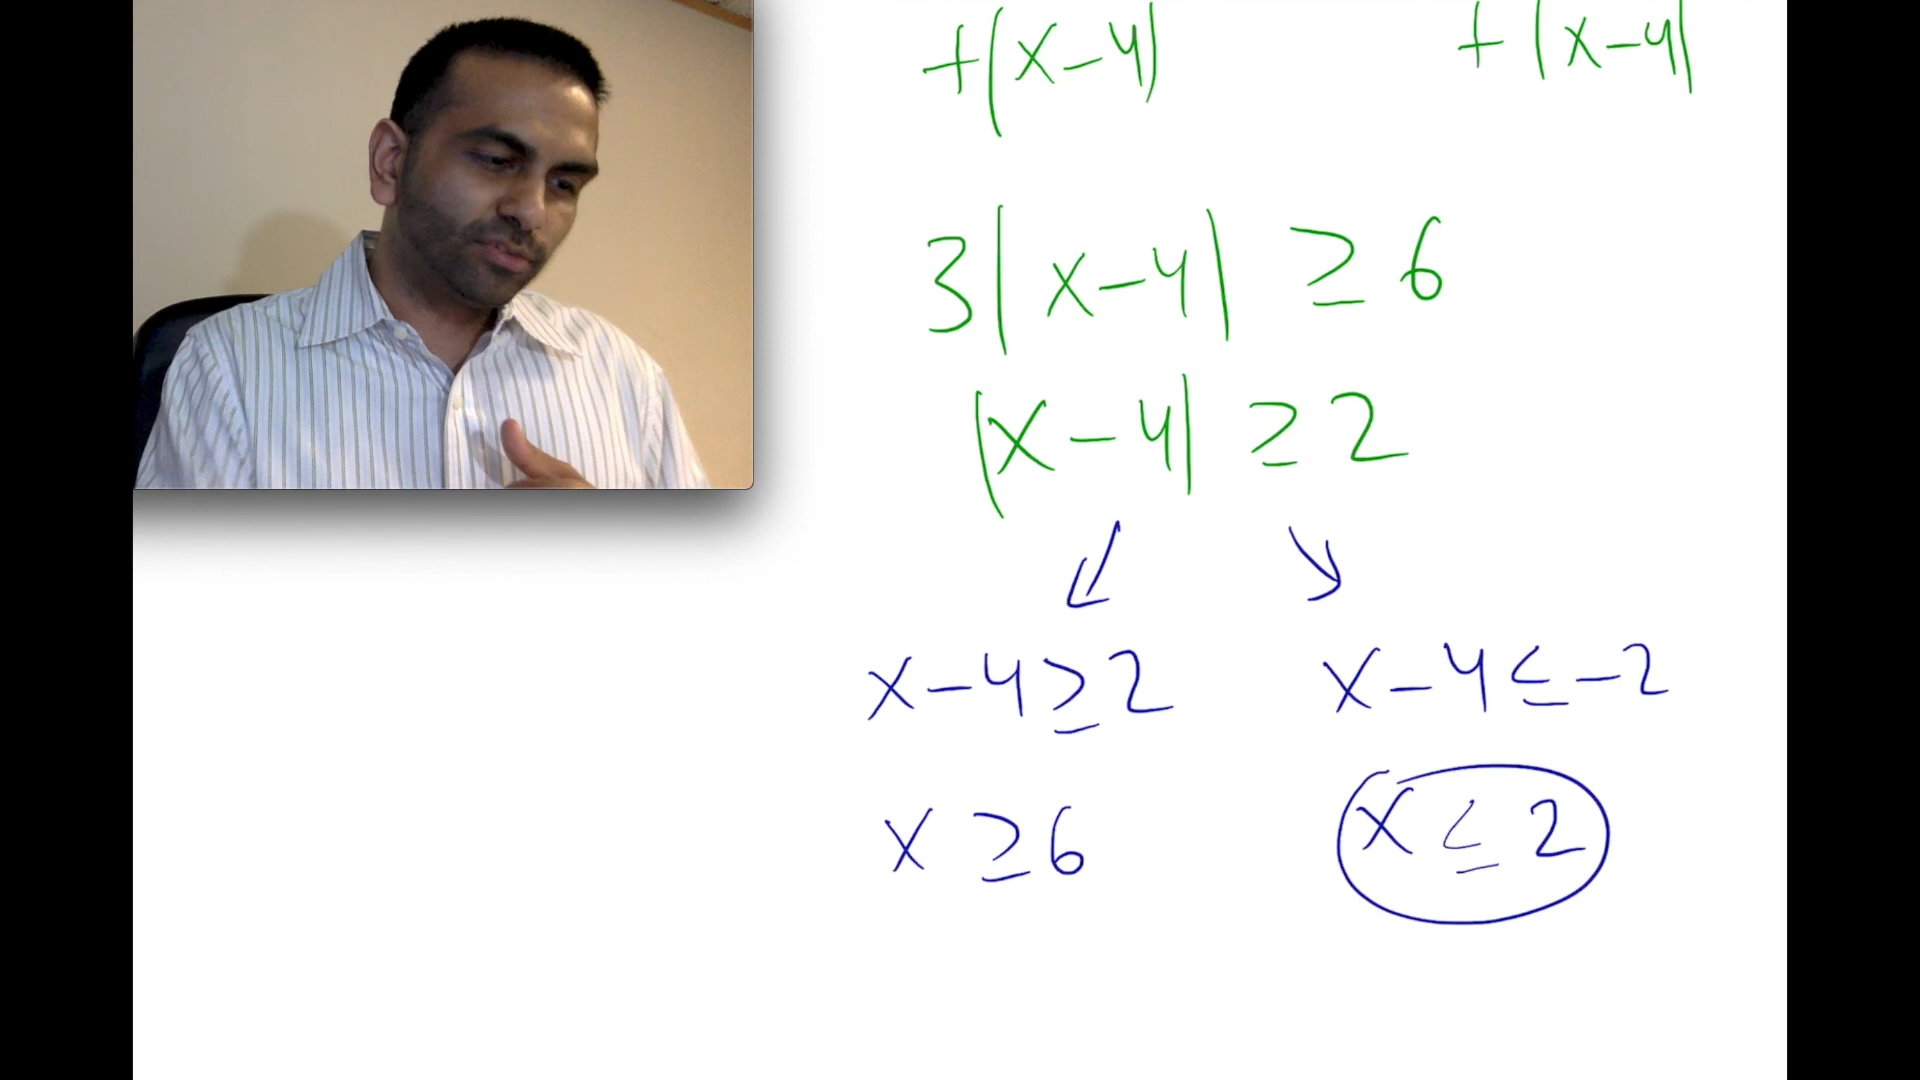 +|x-4| +|x-4|
3|x-4| ≥ 6
|x-4| ≥ 2
x-4≥2 x-4≤-2
x ≥6 x ≤ 2